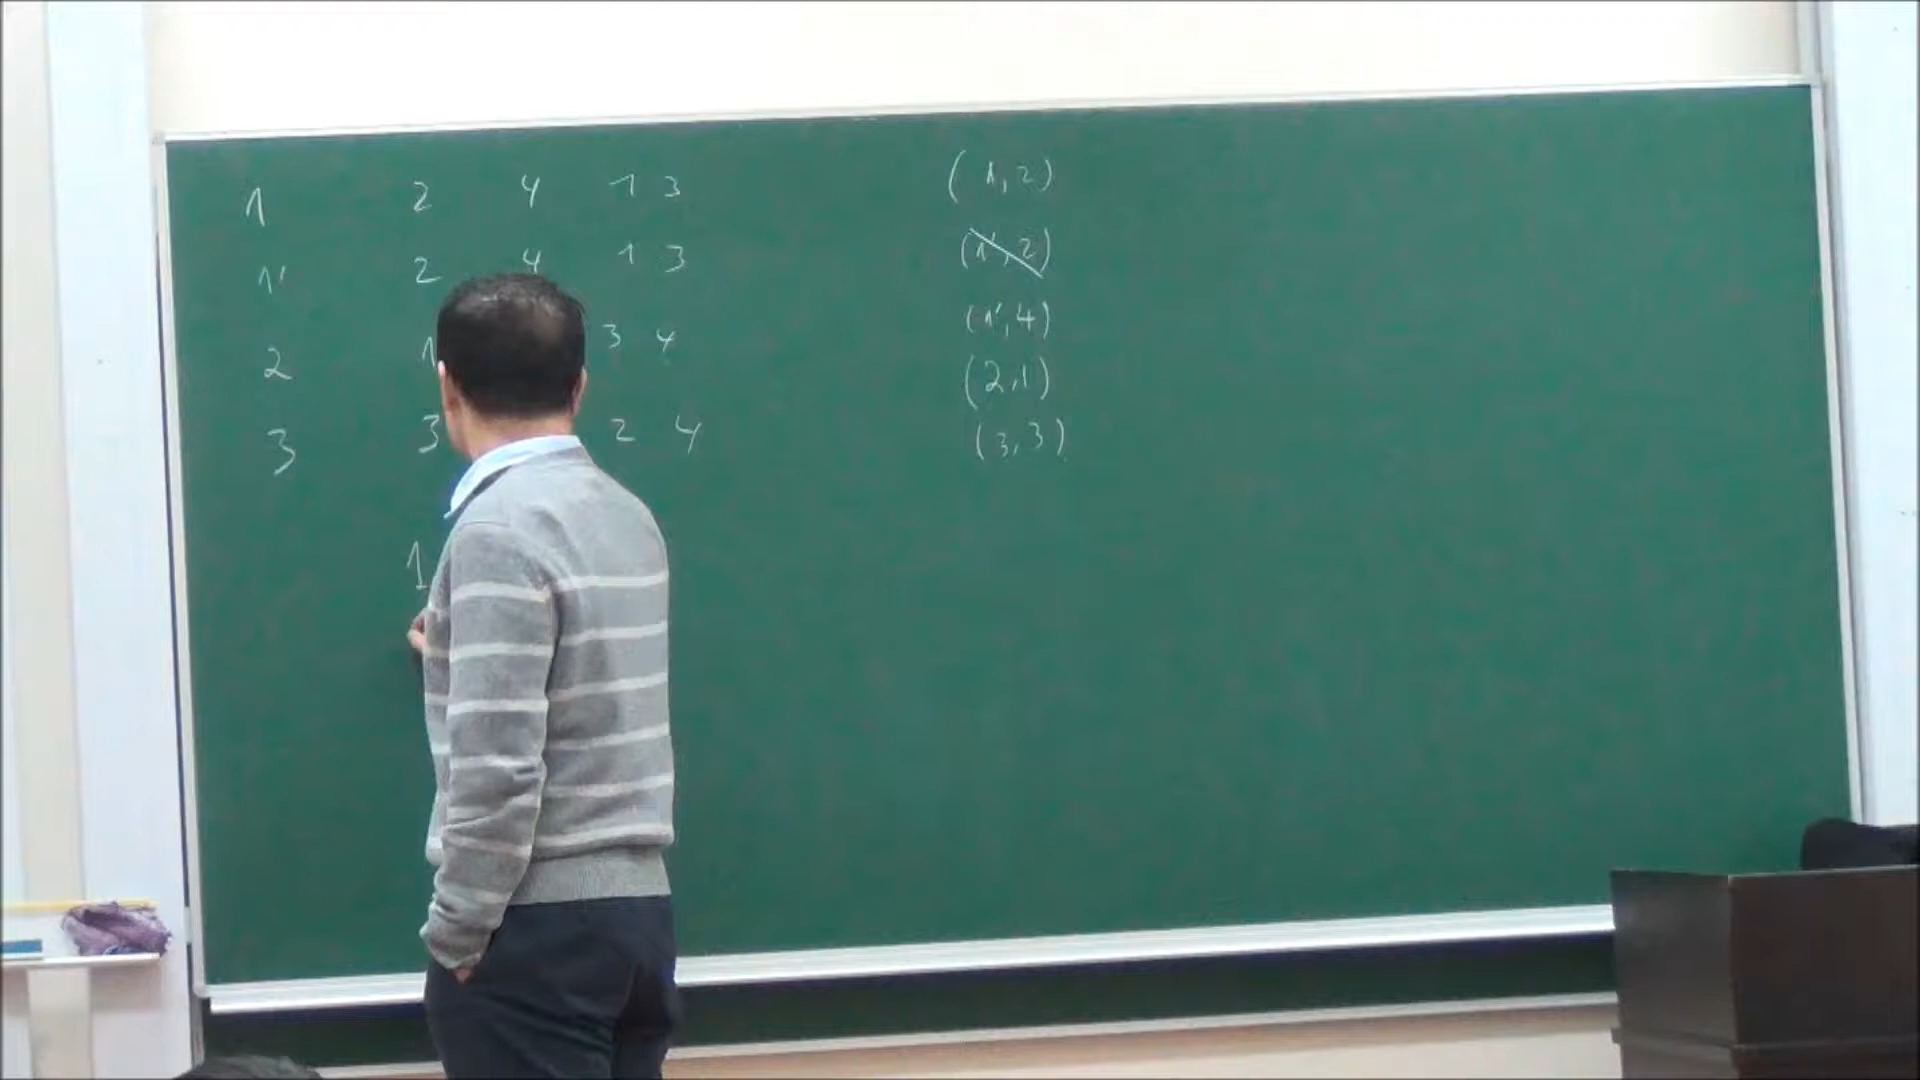 1 2 4 1 3
1' 2 4 1 3
2 1 3 4
3 3 2 4
1
(1, 2)
(1', 2)
(1', 4)
(2, 1)
(3, 3)